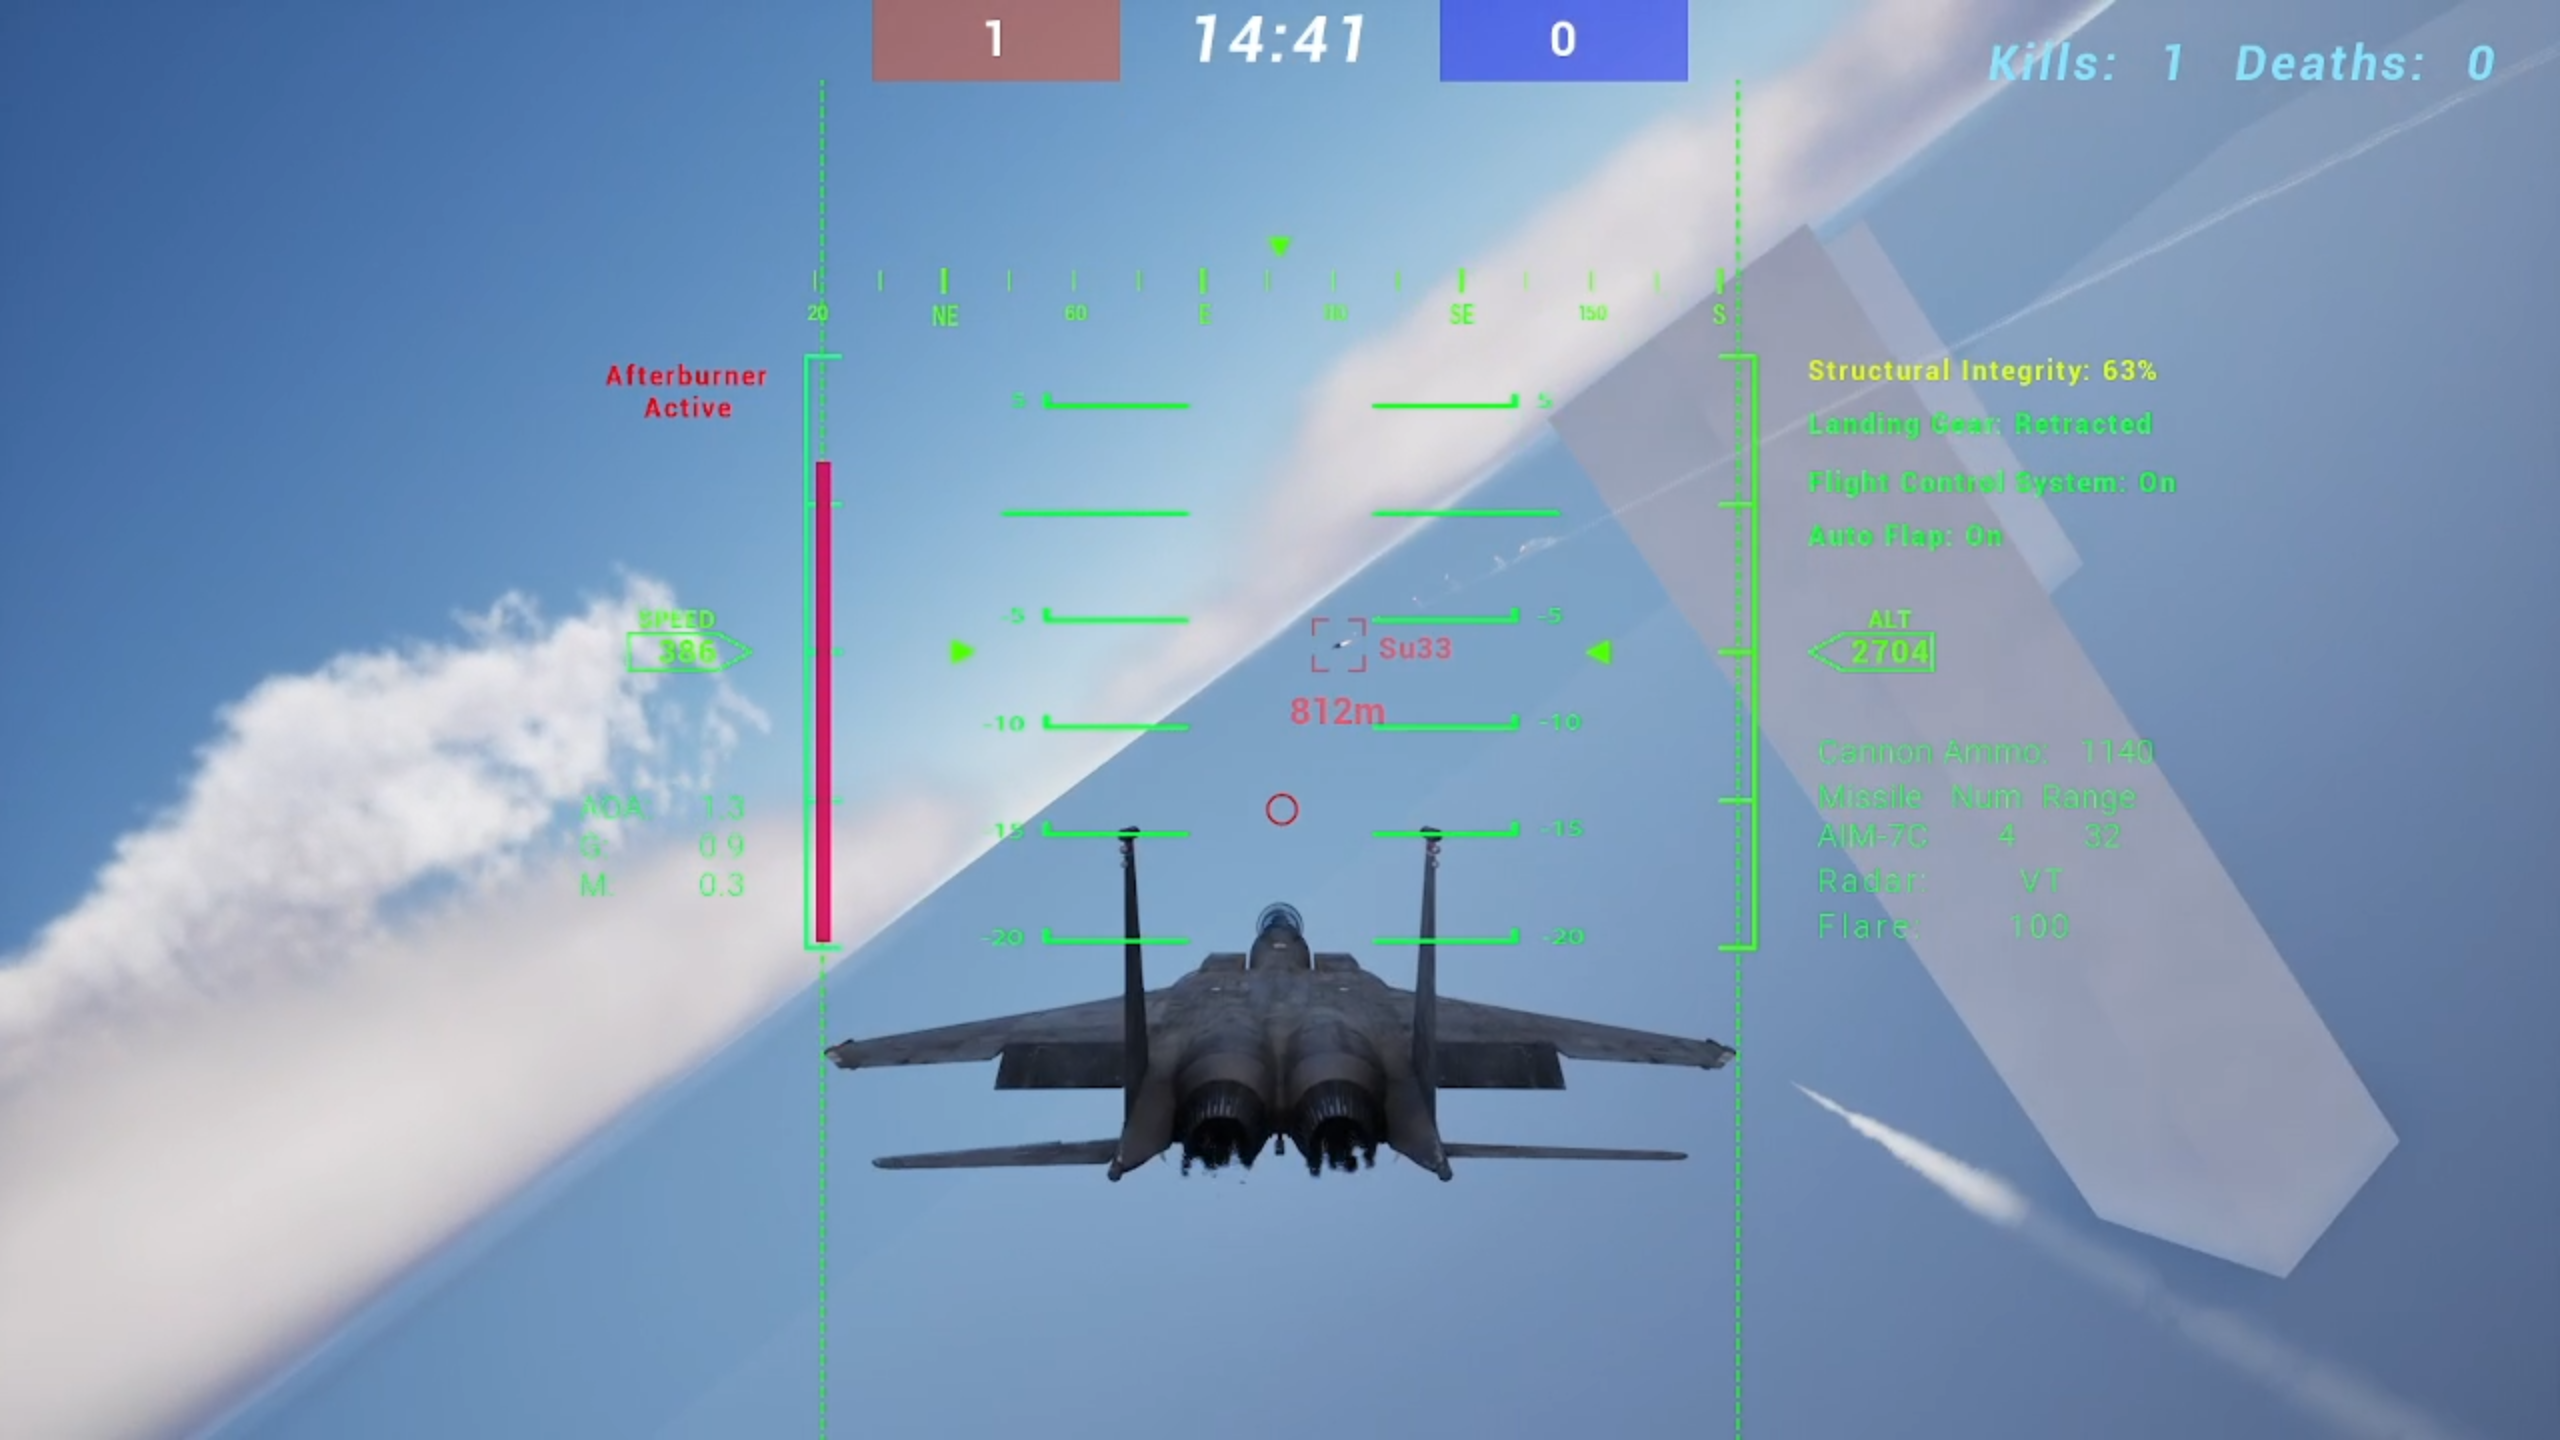 1 14:41 0
Kills: 1 Deaths: 0
20 NE 60 E 110 SE 150 S
Afterburner
Active
Structural Integrity: 63%
Landing Gear: Retracted
Flight Control System: On
Auto Flap: On
5 5
-5 -5
SPEED
386
Su33
812m
ALT
2704
-10 -10
Cannon Ammo: 1140
Missile Num Range
AIM-7C 4 32
Radar: VT
Flare: 100
AOA: 1.3
G: 0.9
M: 0.3
-15 -15
-20 -20